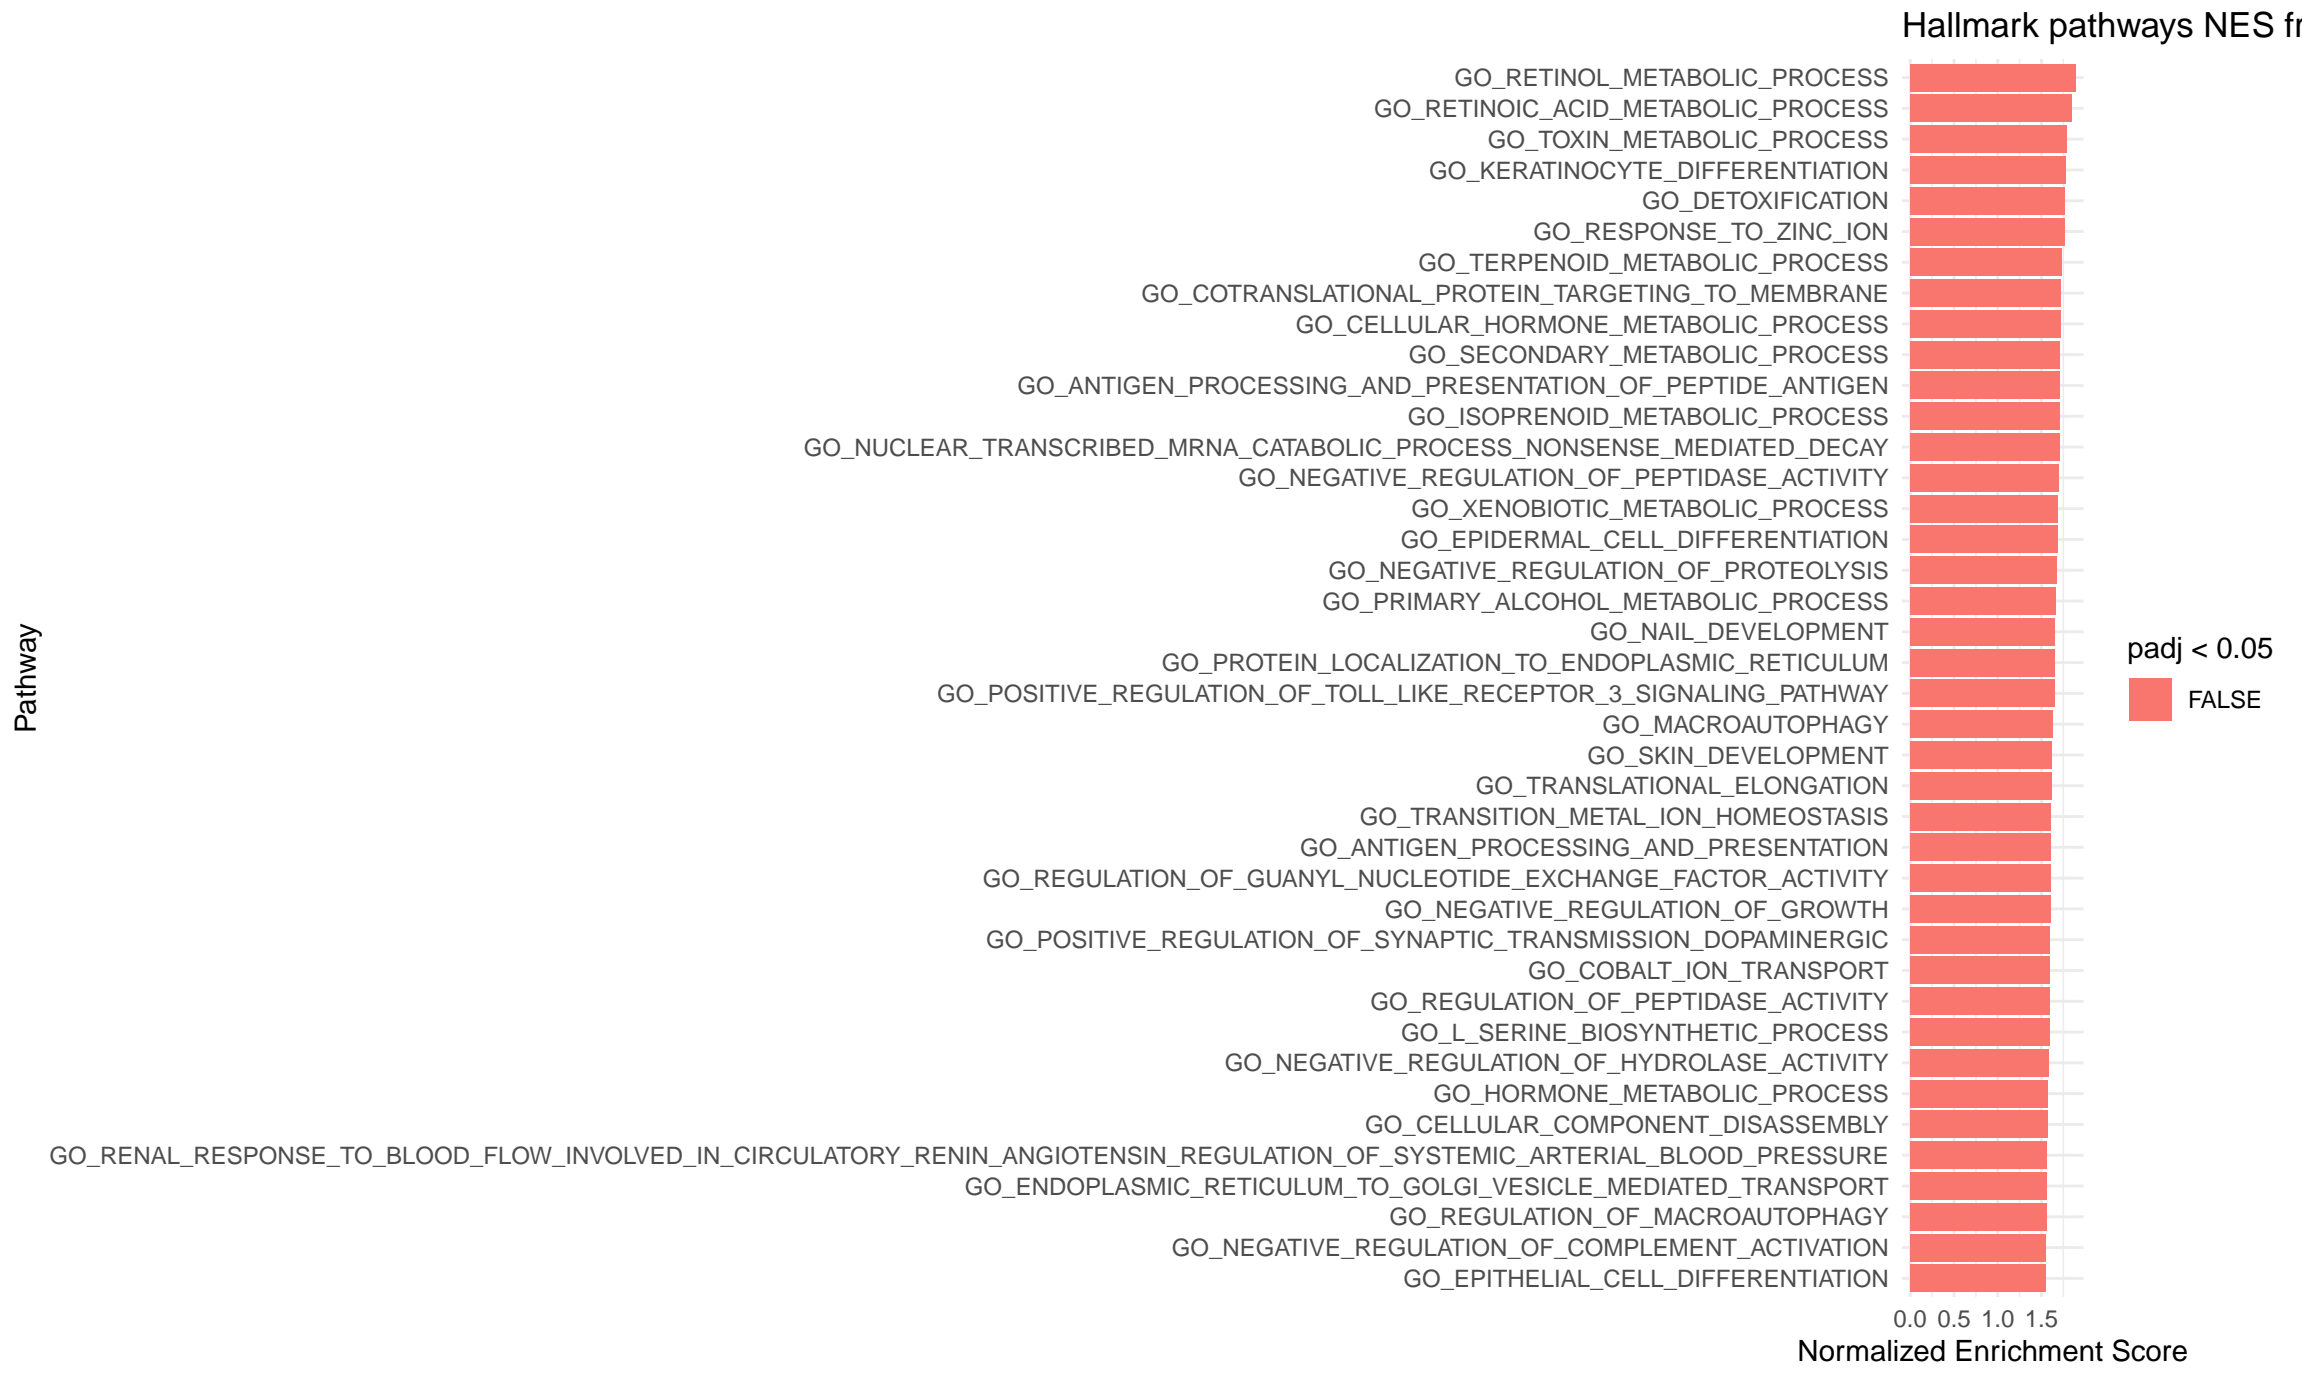 Hallmark pathways NES fr
GO_RETINOL_METABOLIC_PROCESS
GO_RETINOIC_ACID_METABOLIC_PROCESS
GO_TOXIN_METABOLIC_PROCESS
GO_KERATINOCYTE_DIFFERENTIATION
GO_DETOXIFICATION
GO_RESPONSE_TO_ZINC_ION
GO_TERPENOID_METABOLIC_PROCESS
GO_COTRANSLATIONAL_PROTEIN_TARGETING_TO_MEMBRANE
GO_CELLULAR_HORMONE_METABOLIC_PROCESS
GO_SECONDARY_METABOLIC_PROCESS
GO_ANTIGEN_PROCESSING_AND_PRESENTATION_OF_PEPTIDE_ANTIGEN
GO_ISOPRENOID_METABOLIC_PROCESS
GO_NUCLEAR_TRANSCRIBED_MRNA_CATABOLIC_PROCESS_NONSENSE_MEDIATED_DECAY
GO_NEGATIVE_REGULATION_OF_PEPTIDASE_ACTIVITY
GO_XENOBIOTIC_METABOLIC_PROCESS
GO_EPIDERMAL_CELL_DIFFERENTIATION
GO_NEGATIVE_REGULATION_OF_PROTEOLYSIS
GO_PRIMARY_ALCOHOL_METABOLIC_PROCESS
GO_NAIL_DEVELOPMENT
GO_PROTEIN_LOCALIZATION_TO_ENDOPLASMIC_RETICULUM
GO_POSITIVE_REGULATION_OF_TOLL_LIKE_RECEPTOR_3_SIGNALING_PATHWAY
GO_MACROAUTOPHAGY
GO_SKIN_DEVELOPMENT
GO_TRANSLATIONAL_ELONGATION
GO_TRANSITION_METAL_ION_HOMEOSTASIS
GO_ANTIGEN_PROCESSING_AND_PRESENTATION
GO_REGULATION_OF_GUANYL_NUCLEOTIDE_EXCHANGE_FACTOR_ACTIVITY
GO_NEGATIVE_REGULATION_OF_GROWTH
GO_POSITIVE_REGULATION_OF_SYNAPTIC_TRANSMISSION_DOPAMINERGIC
GO_COBALT_ION_TRANSPORT
GO_REGULATION_OF_PEPTIDASE_ACTIVITY
GO_L_SERINE_BIOSYNTHETIC_PROCESS
GO_NEGATIVE_REGULATION_OF_HYDROLASE_ACTIVITY
GO_HORMONE_METABOLIC_PROCESS
GO_CELLULAR_COMPONENT_DISASSEMBLY
GO_RENAL_RESPONSE_TO_BLOOD_FLOW_INVOLVED_IN_CIRCULATORY_RENIN_ANGIOTENSIN_REGULATION_OF_SYSTEMIC_ARTERIAL_BLOOD_PRESSURE
GO_ENDOPLASMIC_RETICULUM_TO_GOLGI_VESICLE_MEDIATED_TRANSPORT
GO_REGULATION_OF_MACROAUTOPHAGY
GO_NEGATIVE_REGULATION_OF_COMPLEMENT_ACTIVATION
GO_EPITHELIAL_CELL_DIFFERENTIATION
0.0 0.5 1.0 1.5
Normalized Enrichment Score
Pathway
padj < 0.05
FALSE